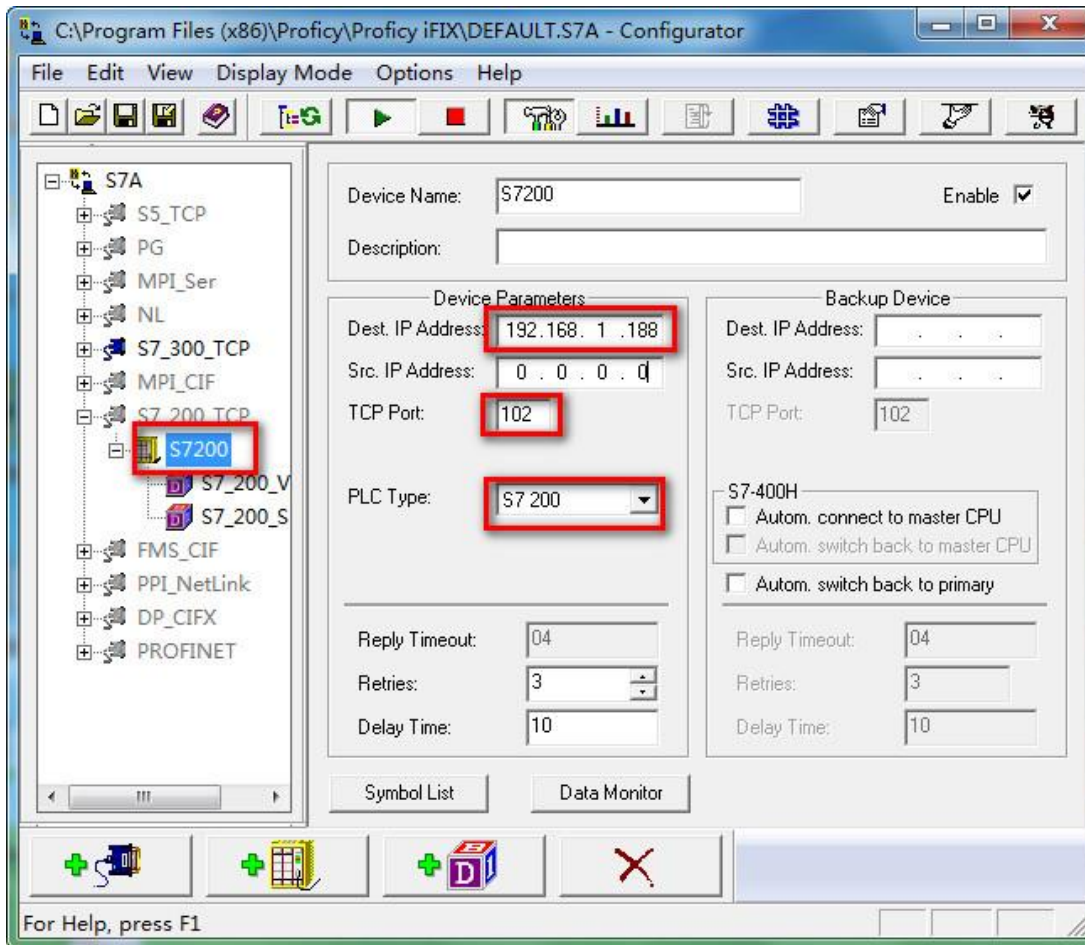 C:\Program Files (x86)\Proficy\Proficy iFIX\DEFAULT.S7A - Configurator
File Edit View Display Mode Options Help
S7A
S5_TCP
PG
MPI_Ser
NL
S7_300_TCP
MPI_CIF
S7_200_TCP
S7200
S7_200_V
S7_200_S
FMS_CIF
PPI_NetLink
DP_CIFX
PROFINET
Device Name: S7200 Enable
Description:
Device Parameters
Dest. IP Address: 192.168. 1 .188
Src. IP Address: 0 . 0 . 0 . 0
TCP Port: 102
PLC Type: S7 200
Reply Timeout: 04
Retries: 3
Delay Time: 10
Backup Device
Dest. IP Address: . . .
Src. IP Address: . . .
TCP Port: 102
S7-400H
Autom. connect to master CPU
Autom. switch back to master CPU
Autom. switch back to primary
Reply Timeout: 04
Retries: 3
Delay Time: 10
Symbol List Data Monitor
For Help, press F1